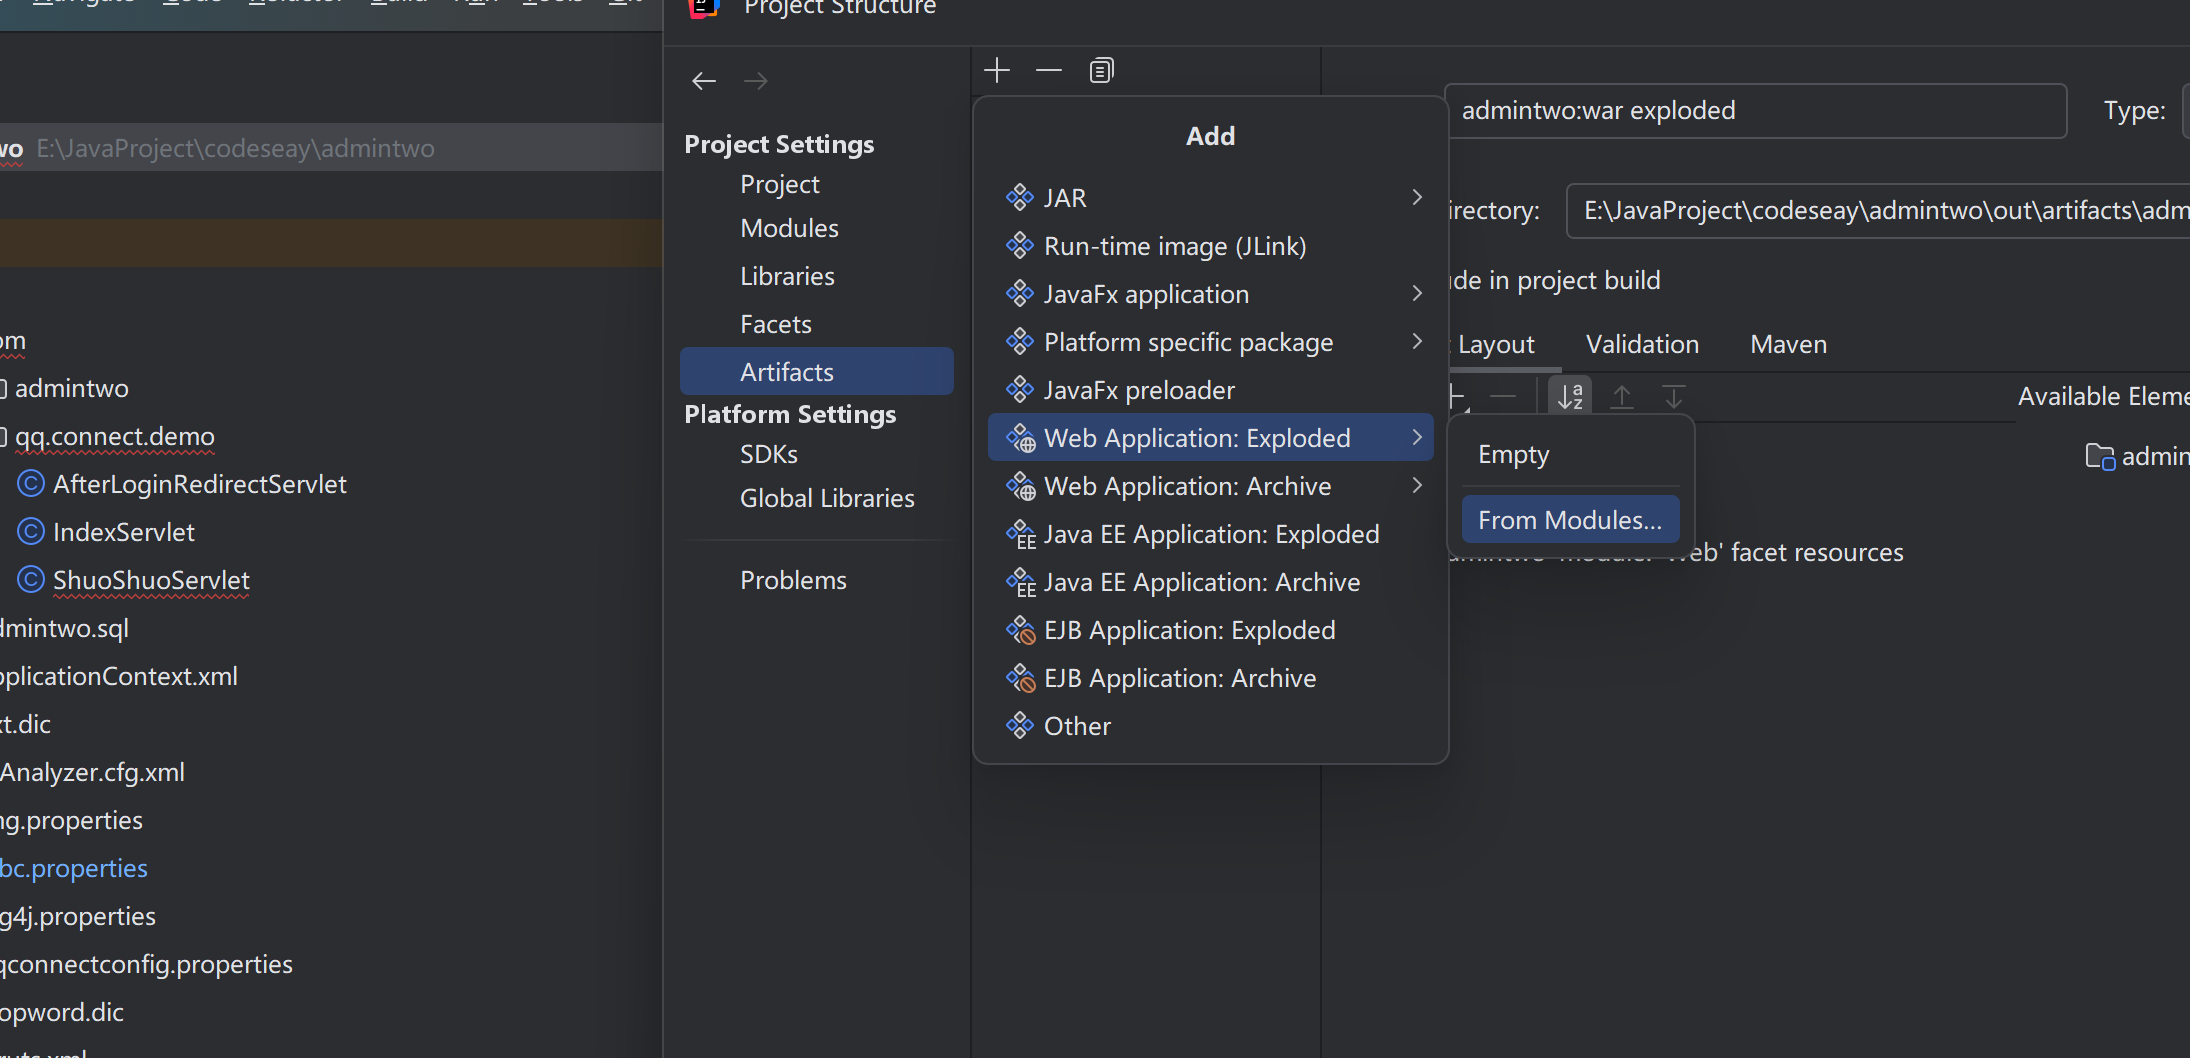 Project Structure
E:\JavaProject\codeseay\admintwo
admintwo
qq.connect.demo
AfterLoginRedirectServlet
IndexServlet
ShuoShuoServlet
Project Settings
Project
Modules
Libraries
Facets
Artifacts
Platform Settings
SDKs
Global Libraries
Problems
Add
JAR
Run-time image (JLink)
JavaFx application
Platform specific package
JavaFx preloader
Web Application: Exploded
Web Application: Archive
Java EE Application: Exploded
Java EE Application: Archive
EJB Application: Exploded
EJB Application: Archive
Other
Empty
From Modules...
admintwo:war exploded
Type:
irectory:
E:\JavaProject\codeseay\admintwo\out\artifacts\adm
de in project build
Layout
Validation
Maven
Available Eleme
admin
eb' facet resources
dmintwo.sql
pplicationContext.xml
xt.dic
Analyzer.cfg.xml
ng.properties
bc.properties
g4j.properties
qconnectconfig.properties
opword.dic